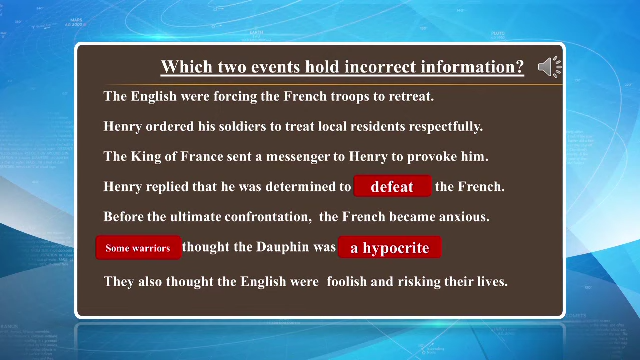 Which two events hold incorrect information?
The English were forcing the French troops to retreat.
Henry ordered his soldiers to treat local residents respectfully.
The King of France sent a messenger to Henry to provoke him.
Henry replied that he was determined to defeat the French.
Before the ultimate confrontation, the French became anxious.
Some warriors thought the Dauphin was a hypocrite
They also thought the English were foolish and risking their lives.